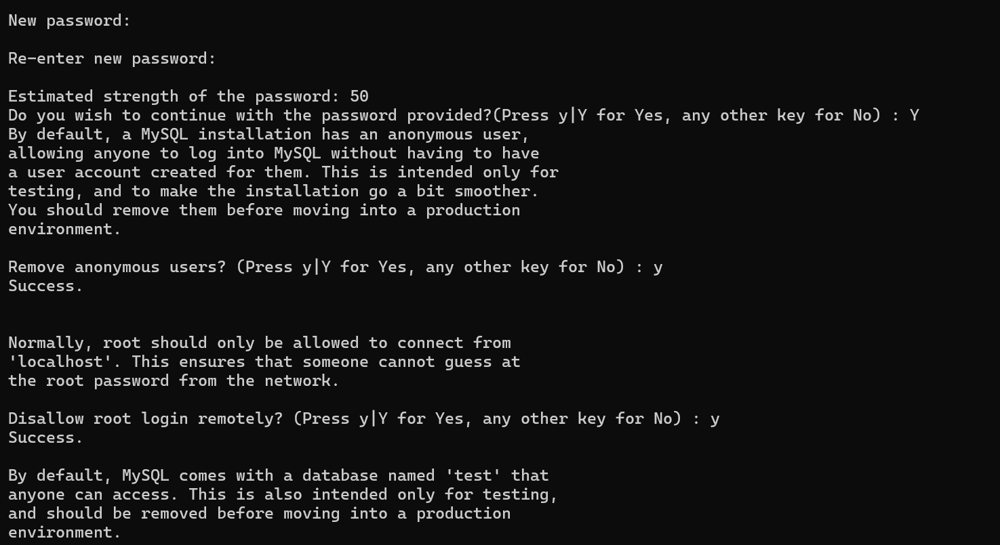 New password:
Re-enter new password:
Estimated strength of the password: 50
Do you wish to continue with the password provided?(Press y|Y for Yes, any other key for No) : Y
By default, a MySQL installation has an anonymous user,
allowing anyone to log into MySQL without having to have
a user account created for them. This is intended only for
testing, and to make the installation go a bit smoother.
You should remove them before moving into a production
environment.
Remove anonymous users? (Press y|Y for Yes, any other key for No) : y
Success.
Normally, root should only be allowed to connect from
'localhost'. This ensures that someone cannot guess at
the root password from the network.
Disallow root login remotely? (Press y|Y for Yes, any other key for No) : y
Success.
By default, MySQL comes with a database named 'test' that
anyone can access. This is also intended only for testing,
and should be removed before moving into a production
environment.